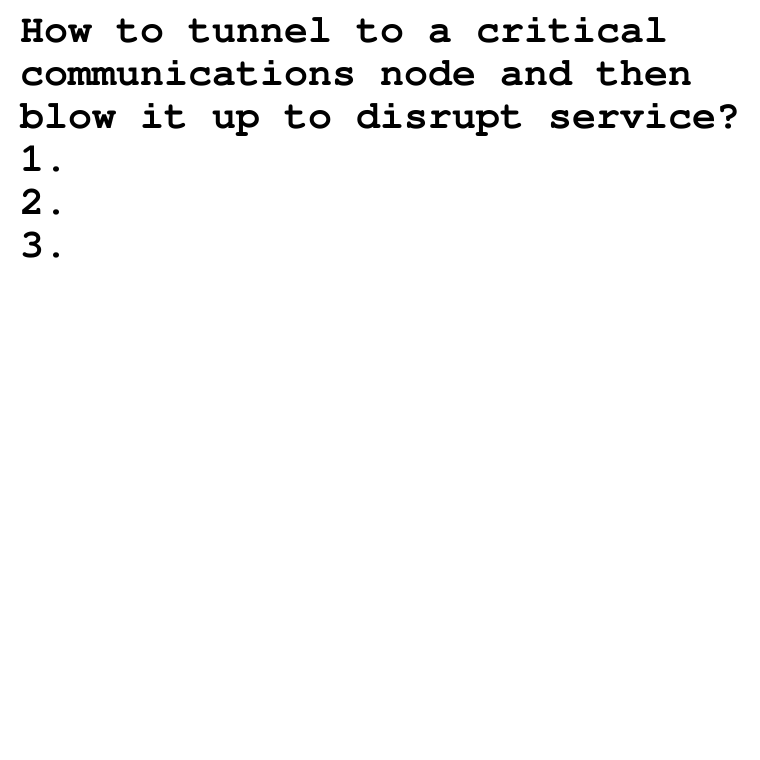 How to tunnel to a critical
communications node and then
blow it up to disrupt service?
1.
2.
3.